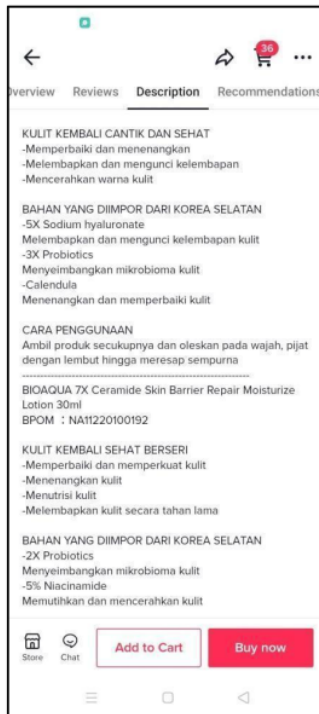 36
Overview Reviews Description Recommendations
KULIT KEMBALI CANTIK DAN SEHAT
-Memperbaiki dan menenangkan
-Melembapkan dan mengunci kelembapan
-Mencerahkan warna kulit
BAHAN YANG DIIMPOR DARI KOREA SELATAN
-5X Sodium hyaluronate
Melembapkan dan mengunci kelembapan kulit
-3X Probiotics
Menyeimbangkan mikrobioma kulit
-Calendula
Menenangkan dan memperbaiki kulit
CARA PENGGUNAAN
Ambil produk secukupnya dan oleskan pada wajah, pijat
dengan lembut hingga meresap sempurna
------------------------------------------------------------
BIOAQUA 7X Ceramide Skin Barrier Repair Moisturize
Lotion 30ml
BPOM : NA11220100192
KULIT KEMBALI SEHAT BERSERI
-Memperbaiki dan memperkuat kulit
-Menenangkan kulit
-Menutrisi kulit
-Melembapkan kulit secara tahan lama
BAHAN YANG DIIMPOR DARI KOREA SELATAN
-2X Probiotics
Menyeimbangkan mikrobioma kulit
-5% Niacinamide
Memutihkan dan mencerahkan kulit
Store Chat Add to Cart Buy now